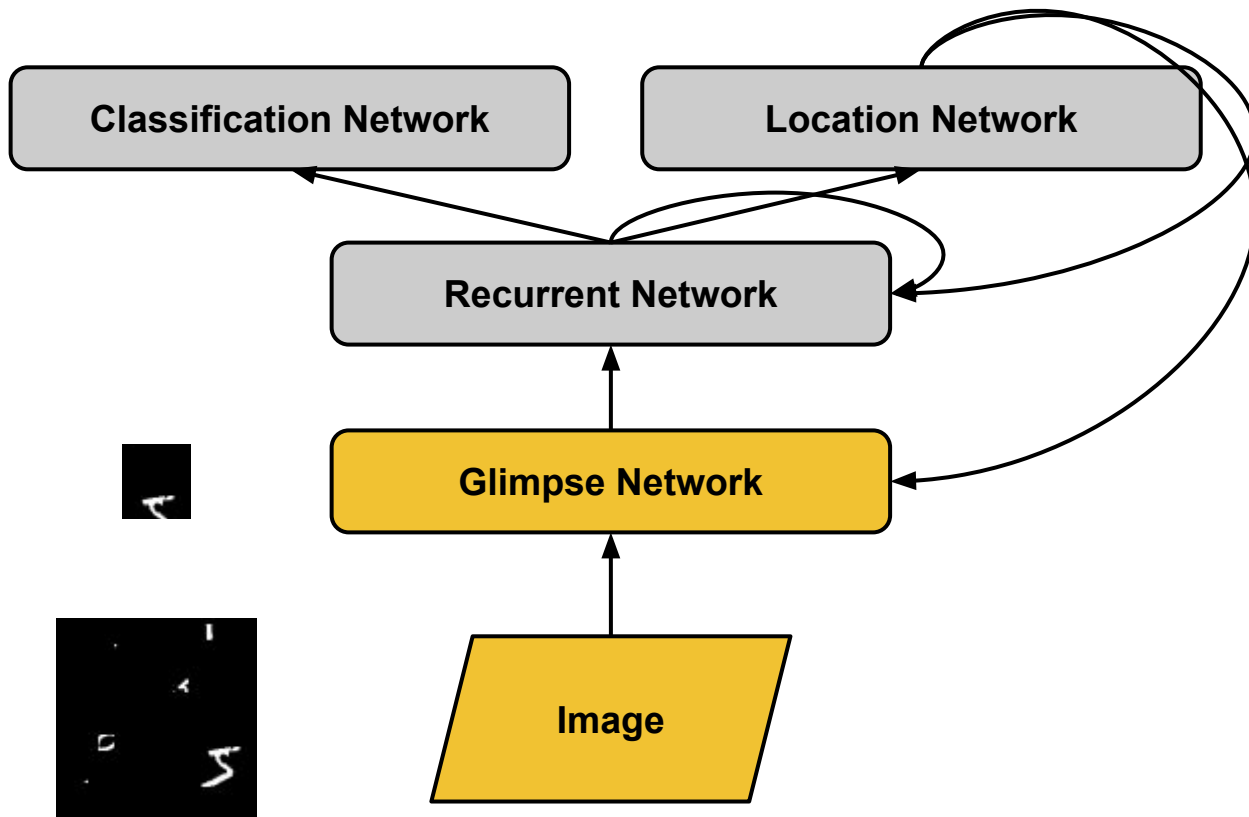 Classification Network
Location Network
Recurrent Network
Glimpse Network
Image